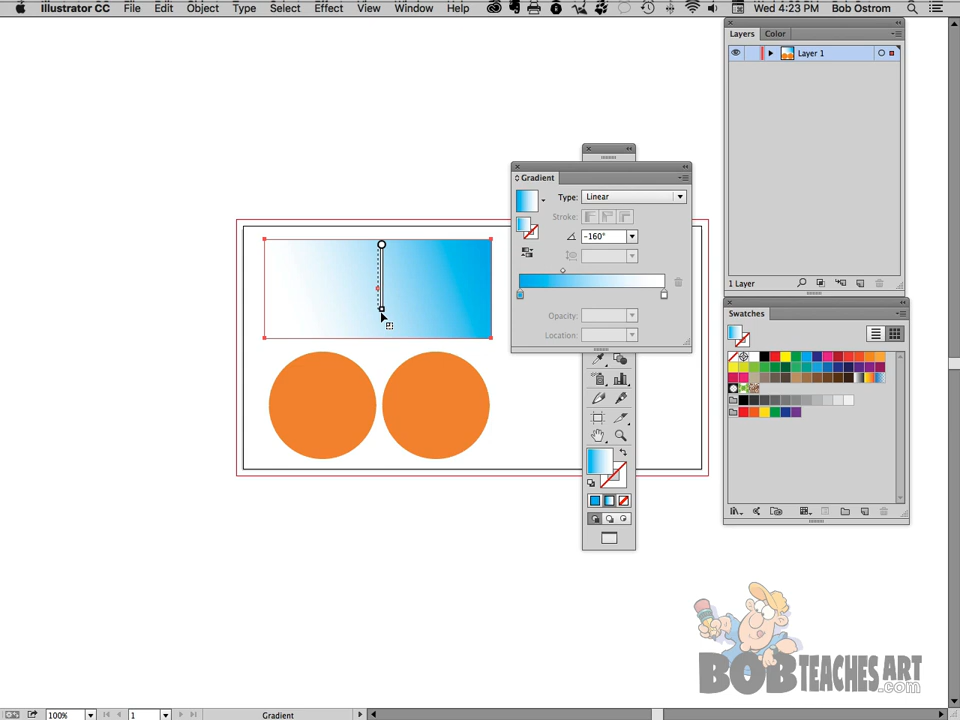 Illustrator CC File Edit Object Type Select Effect View Window Help Wed 4:23 PM Bob Ostrom
Layers Color
Layer 1
1 Layer
Gradient
Type: Linear
Stroke:
-160°
Opacity:
Location:
Swatches
BOB TEACHES ART
.com
100% 1 Gradient